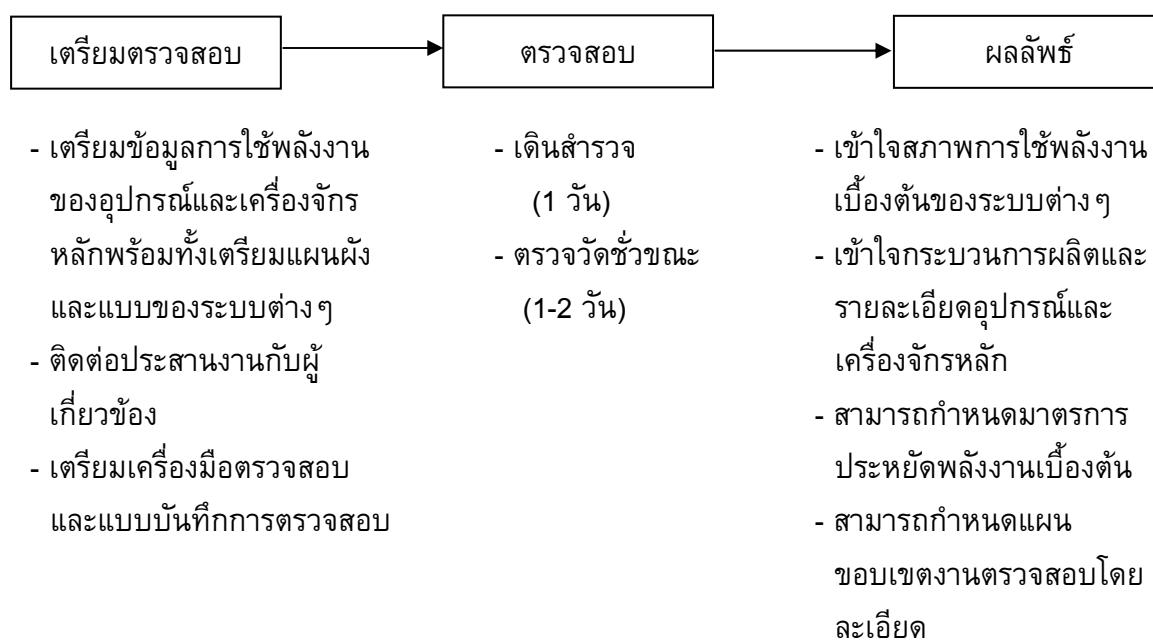 เตรียมตรวจสอบ
ตรวจสอบ
ผลลัพธ์
- เตรียมข้อมูลการใช้พลังงาน
ของอุปกรณ์และเครื่องจักร
หลักพร้อมทั้งเตรียมแผนผัง
และแบบของระบบต่างๆ
- ติดต่อประสานงานกับผู้
เกี่ยวข้อง
- เตรียมเครื่องมือตรวจสอบ
และแบบบันทึกการตรวจสอบ
- เดินสำรวจ
(1 วัน)
- ตรวจวัดชั่วขณะ
(1-2 วัน)
- เข้าใจสภาพการใช้พลังงาน
เบื้องต้นของระบบต่างๆ
- เข้าใจกระบวนการผลิตและ
รายละเอียดอุปกรณ์และ
เครื่องจักรหลัก
- สามารถกำหนดมาตรการ
ประหยัดพลังงานเบื้องต้น
- สามารถกำหนดแผน
ขอบเขตงานตรวจสอบโดย
ละเอียด